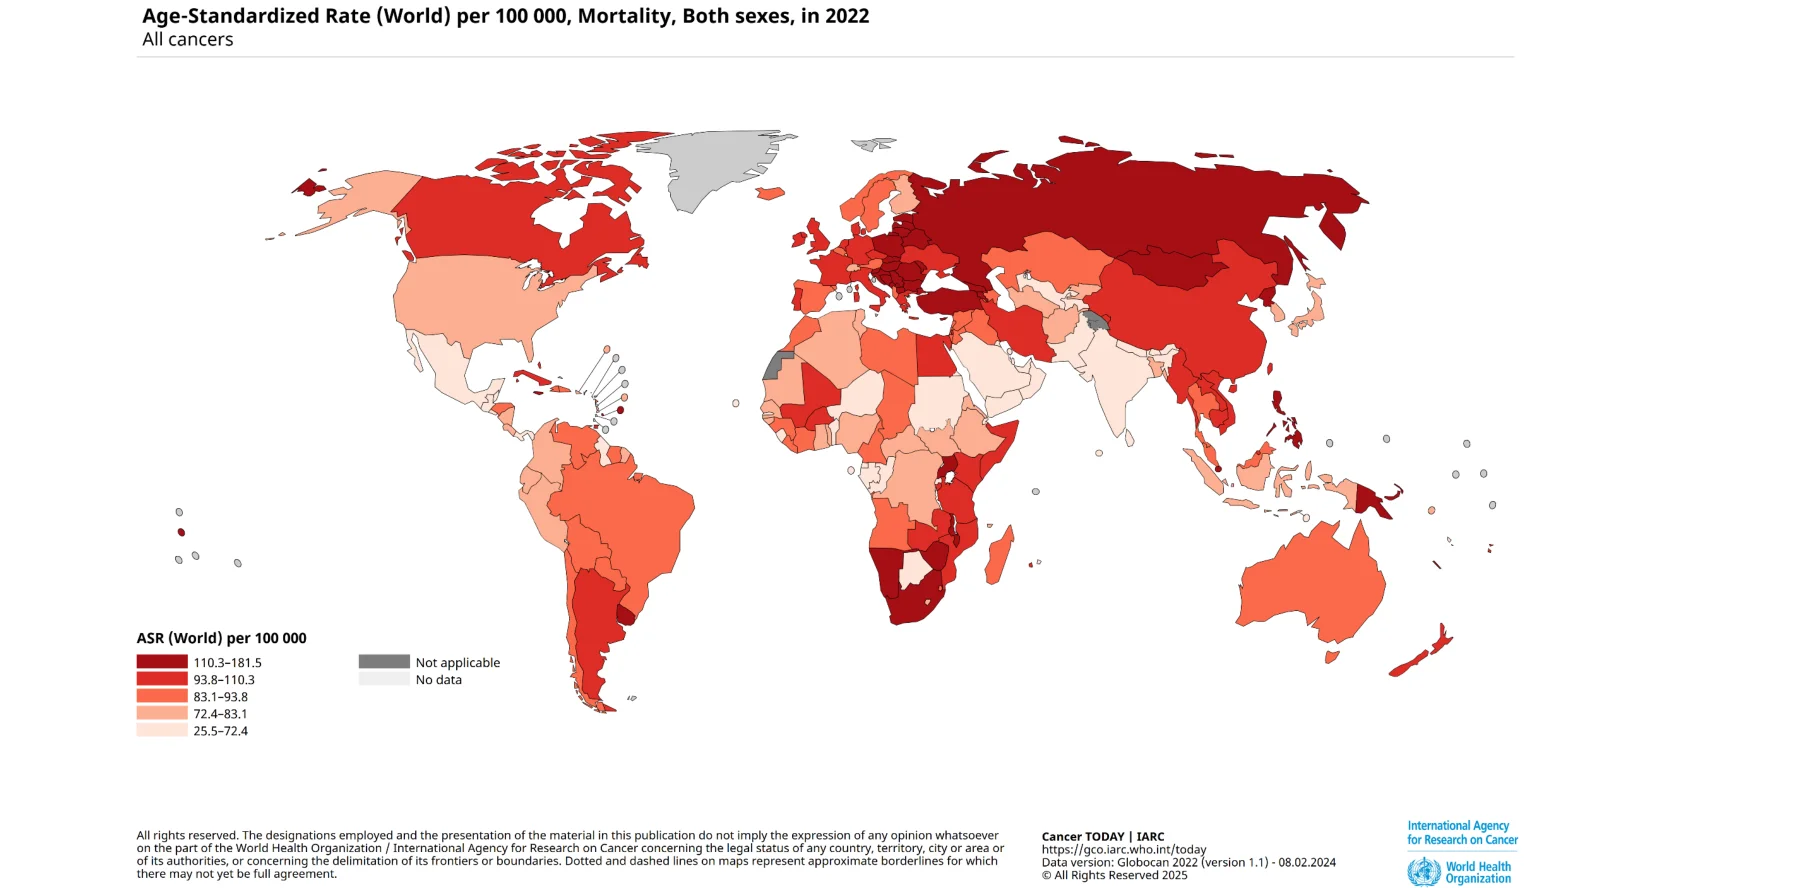 Age-Standardized Rate (World) per 100 000, Mortality, Both sexes, in 2022
All cancers
ASR (World) per 100 000
110.3–181.5
93.8–110.3
83.1–93.8
72.4–83.1
25.5–72.4
Not applicable
No data
All rights reserved. The designations employed and the presentation of the material in this publication do not imply the expression of any opinion whatsoever
on the part of the World Health Organization / International Agency for Research on Cancer concerning the legal status of any country, territory, city or area or
of its authorities, or concerning the delimitation of its frontiers or boundaries. Dotted and dashed lines on maps represent approximate borderlines for which
there may not yet be full agreement.
Cancer TODAY | IARC
https://gco.iarc.who.int/today
Data version: Globocan 2022 (version 1.1) - 08.02.2024
© All Rights Reserved 2025
International Agency
for Research on Cancer
World Health
Organization